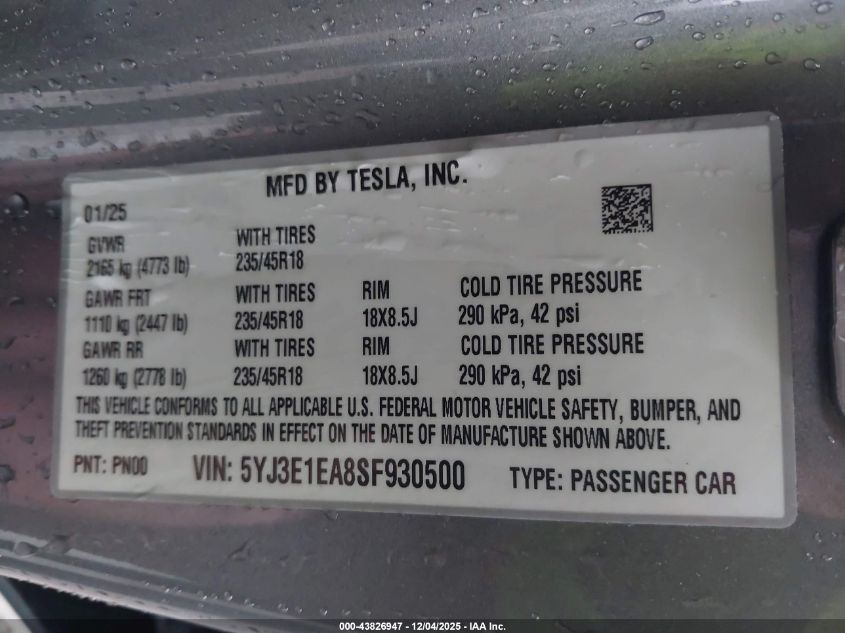 MFD BY TESLA, INC.
01/25
GVWR WITH TIRES
2165 kg (4773 lb) 235/45R18
GAWR FRT WITH TIRES RIM COLD TIRE PRESSURE
1110 kg (2447 lb) 235/45R18 18X8.5J 290 kPa, 42 psi
GAWR RR WITH TIRES RIM COLD TIRE PRESSURE
1260 kg (2778 lb) 235/45R18 18X8.5J 290 kPa, 42 psi
THIS VEHICLE CONFORMS TO ALL APPLICABLE U.S. FEDERAL MOTOR VEHICLE SAFETY, BUMPER, AND
THEFT PREVENTION STANDARDS IN EFFECT ON THE DATE OF MANUFACTURE SHOWN ABOVE.
PNT: PN00 VIN: 5YJ3E1EA8SF930500 TYPE: PASSENGER CAR
000-43826947 - 12/04/2025 - IAA Inc.